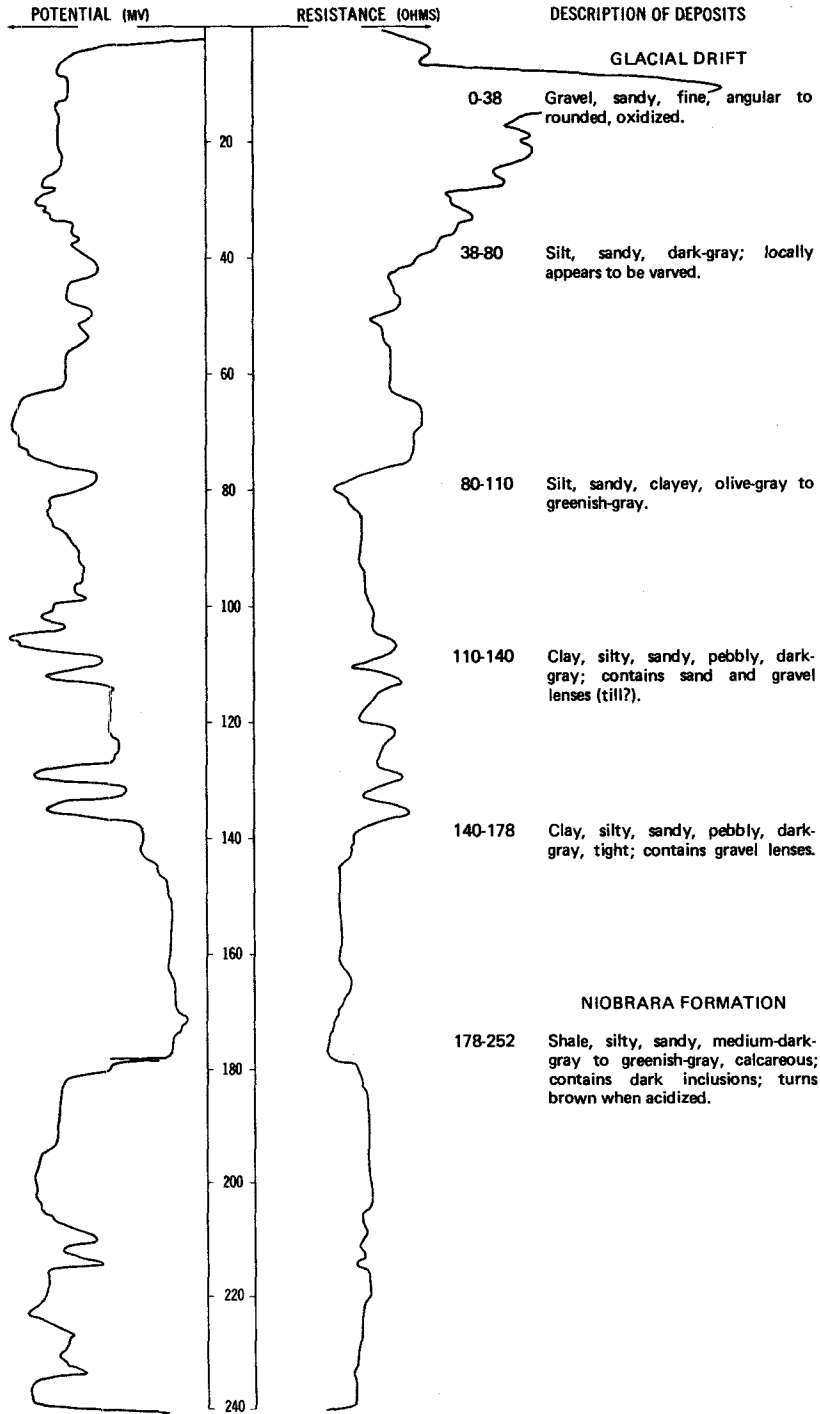 POTENTIAL (MV) RESISTANCE (OHMS) DESCRIPTION OF DEPOSITS
GLACIAL DRIFT
0-38 Gravel, sandy, fine, angular to
rounded, oxidized.
20
38-80 Silt, sandy, dark-gray; locally
40
appears to be varved.
60
80-110 Silt, sandy, clayey, olive-gray to
80
greenish-gray.
100
110-140 Clay, silty, sandy, pebbly, dark-
gray; contains sand and gravel
lenses (till?).
120
140-178 Clay, silty, sandy, pebbly, dark-
140
gray, tight; contains gravel lenses.
160
NIOBRARA FORMATION
178-252 Shale, silty, sandy, medium-dark-
gray to greenish-gray, calcareous;
180
contains dark inclusions; turns
brown when acidized.
200
220
240